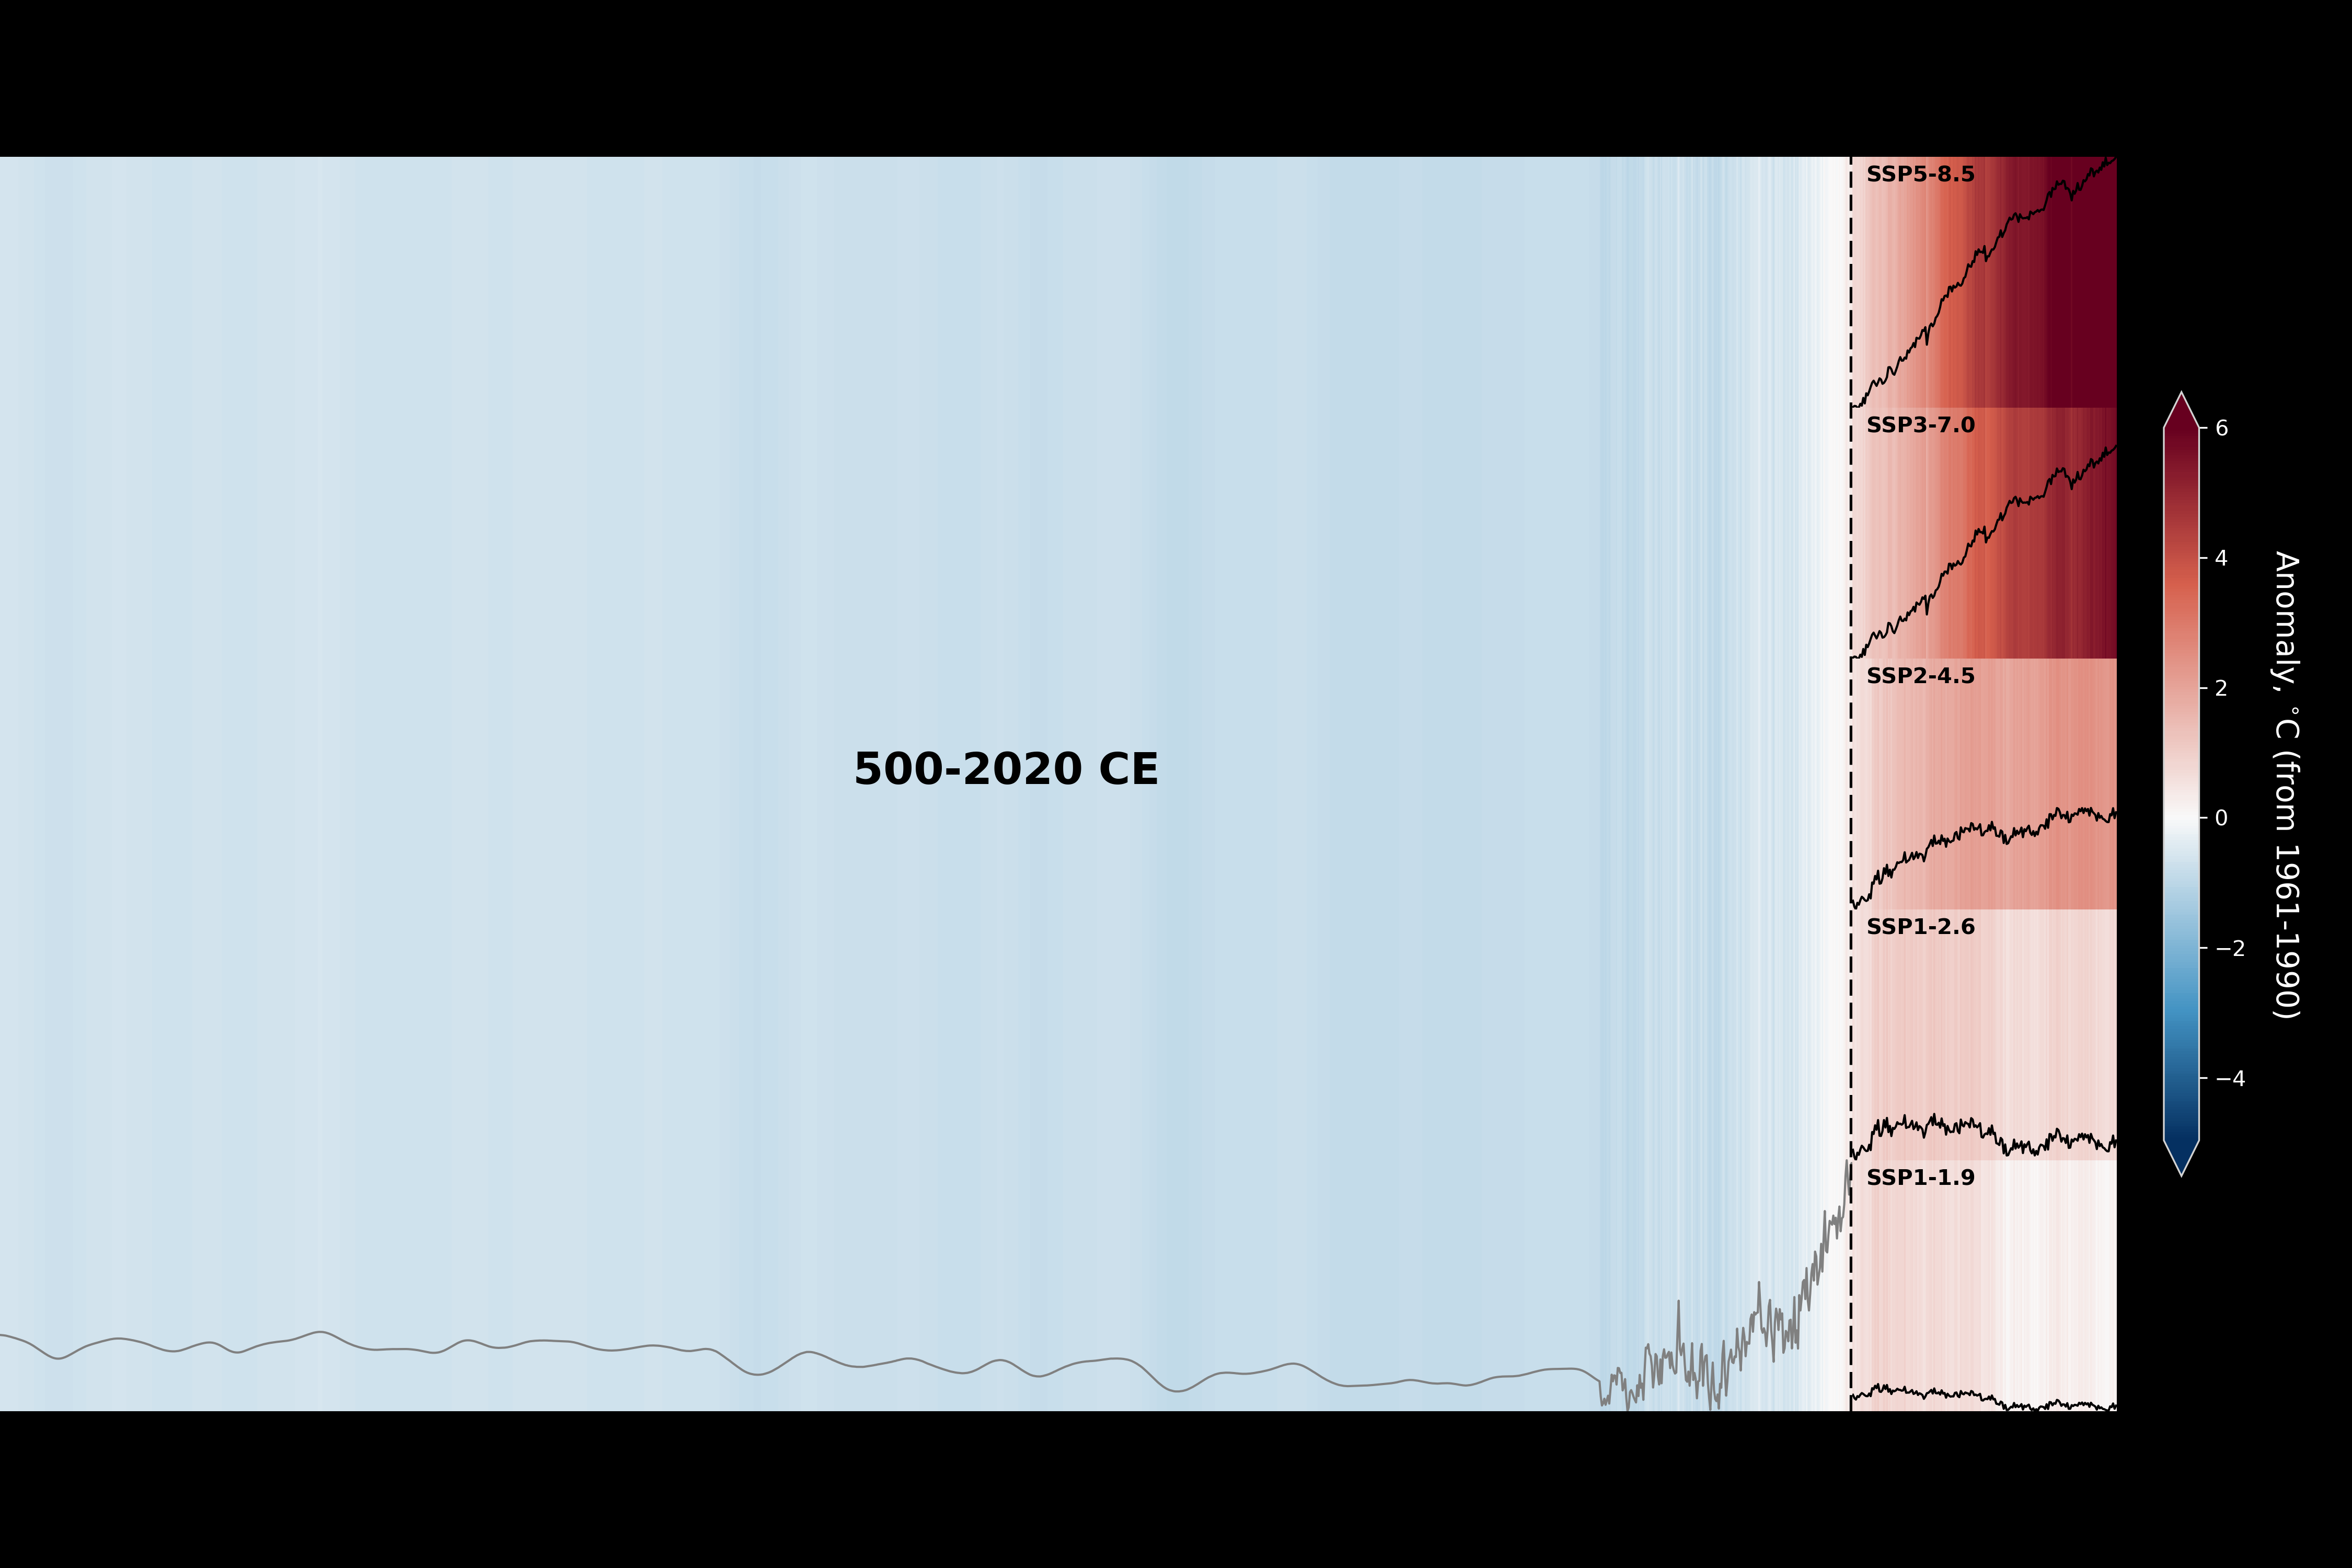 SSP5-8.5
SSP3-7.0
SSP2-4.5
500-2020 CE
SSP1-2.6
SSP1-1.9
6
4
2
0
−2
−4
Anomaly, °C (from 1961-1990)